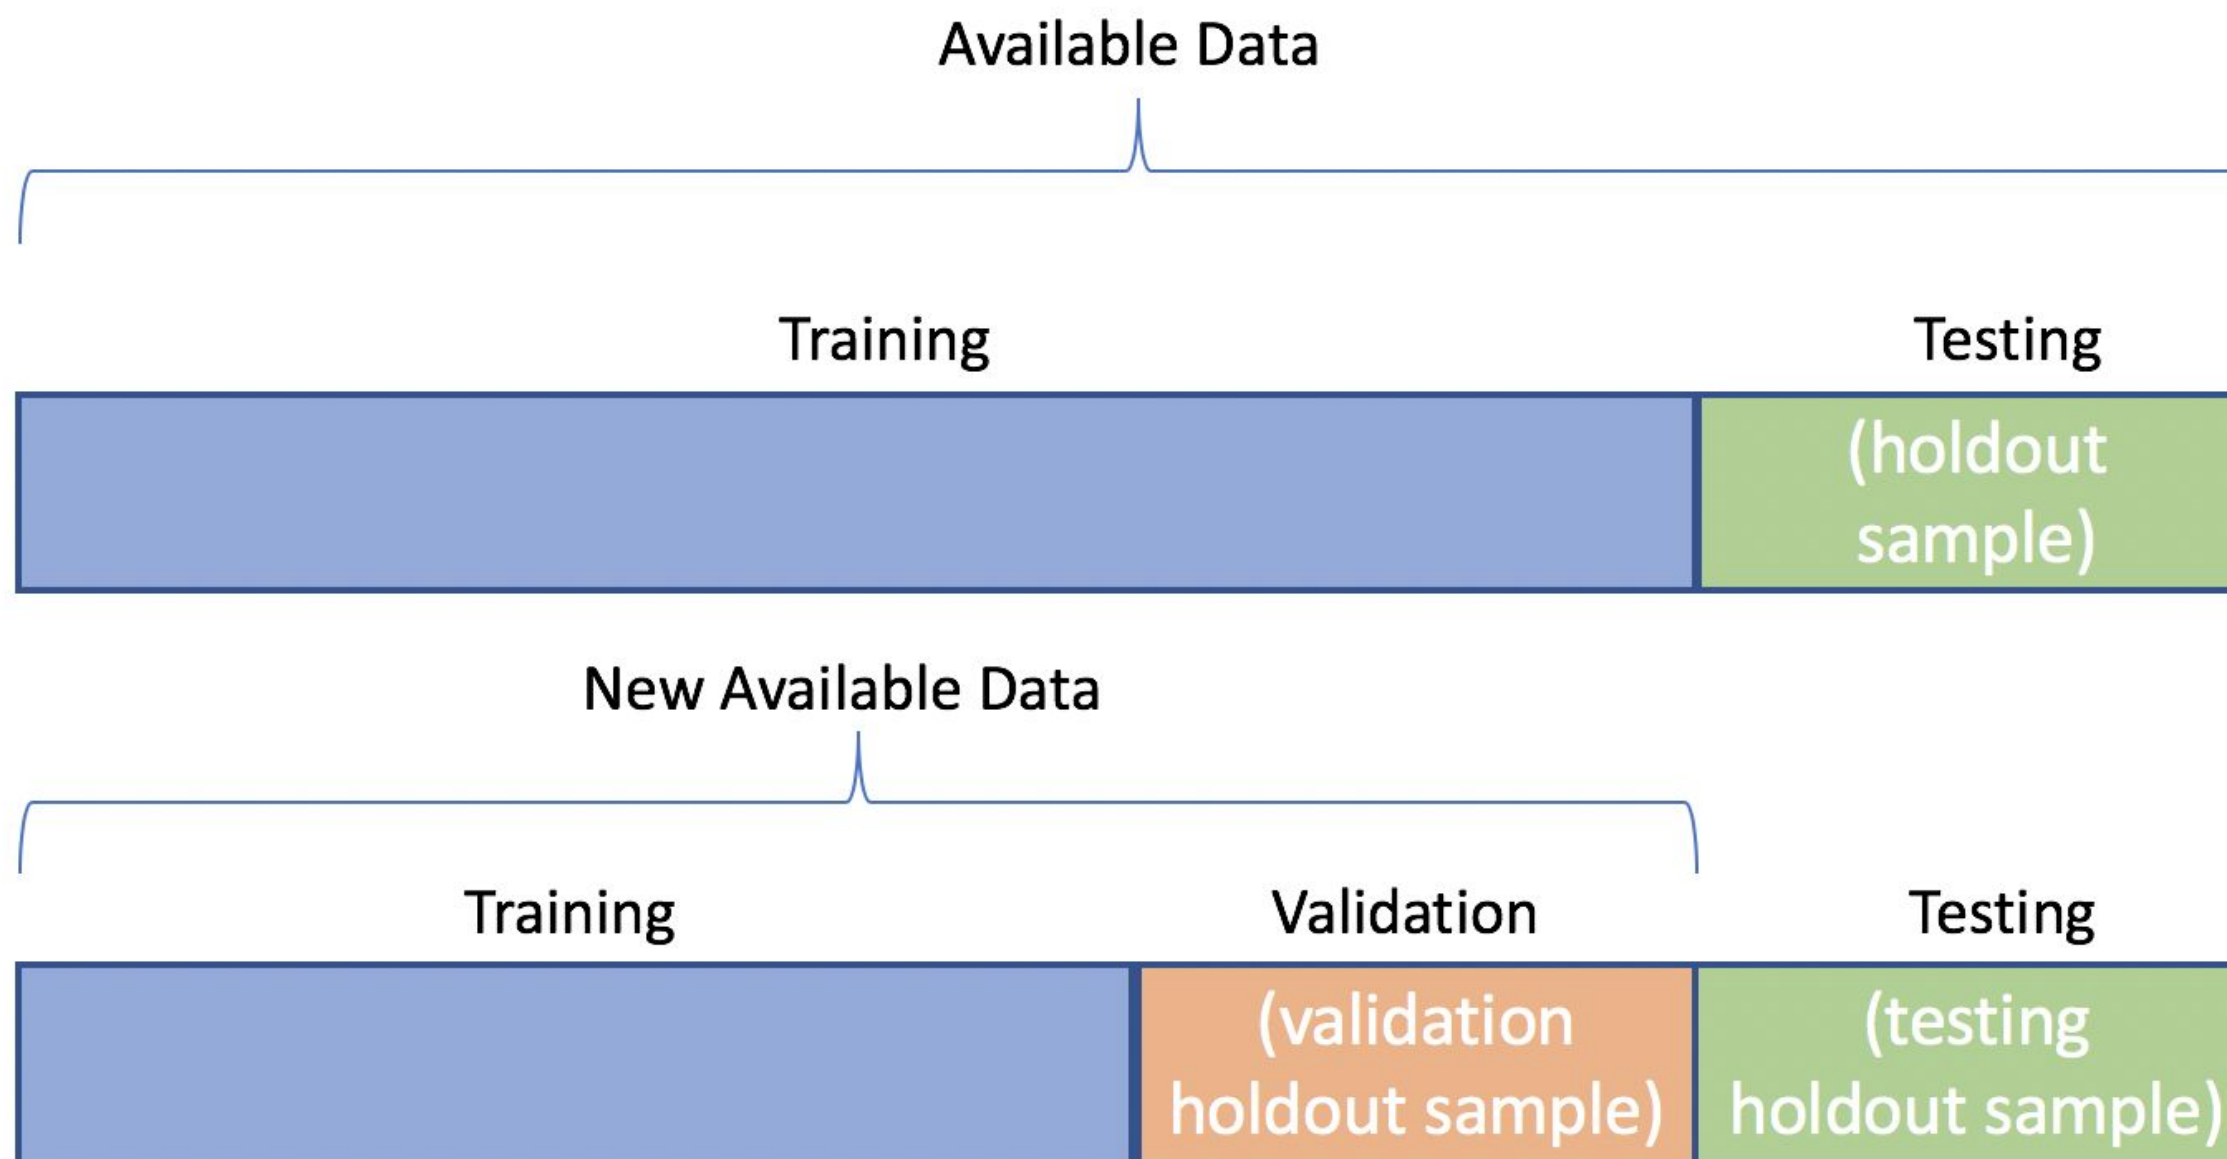 Available Data
Training
Testing
(holdout
sample)
New Available Data
Training
Validation
Testing
(validation
holdout sample)
(testing
holdout sample)